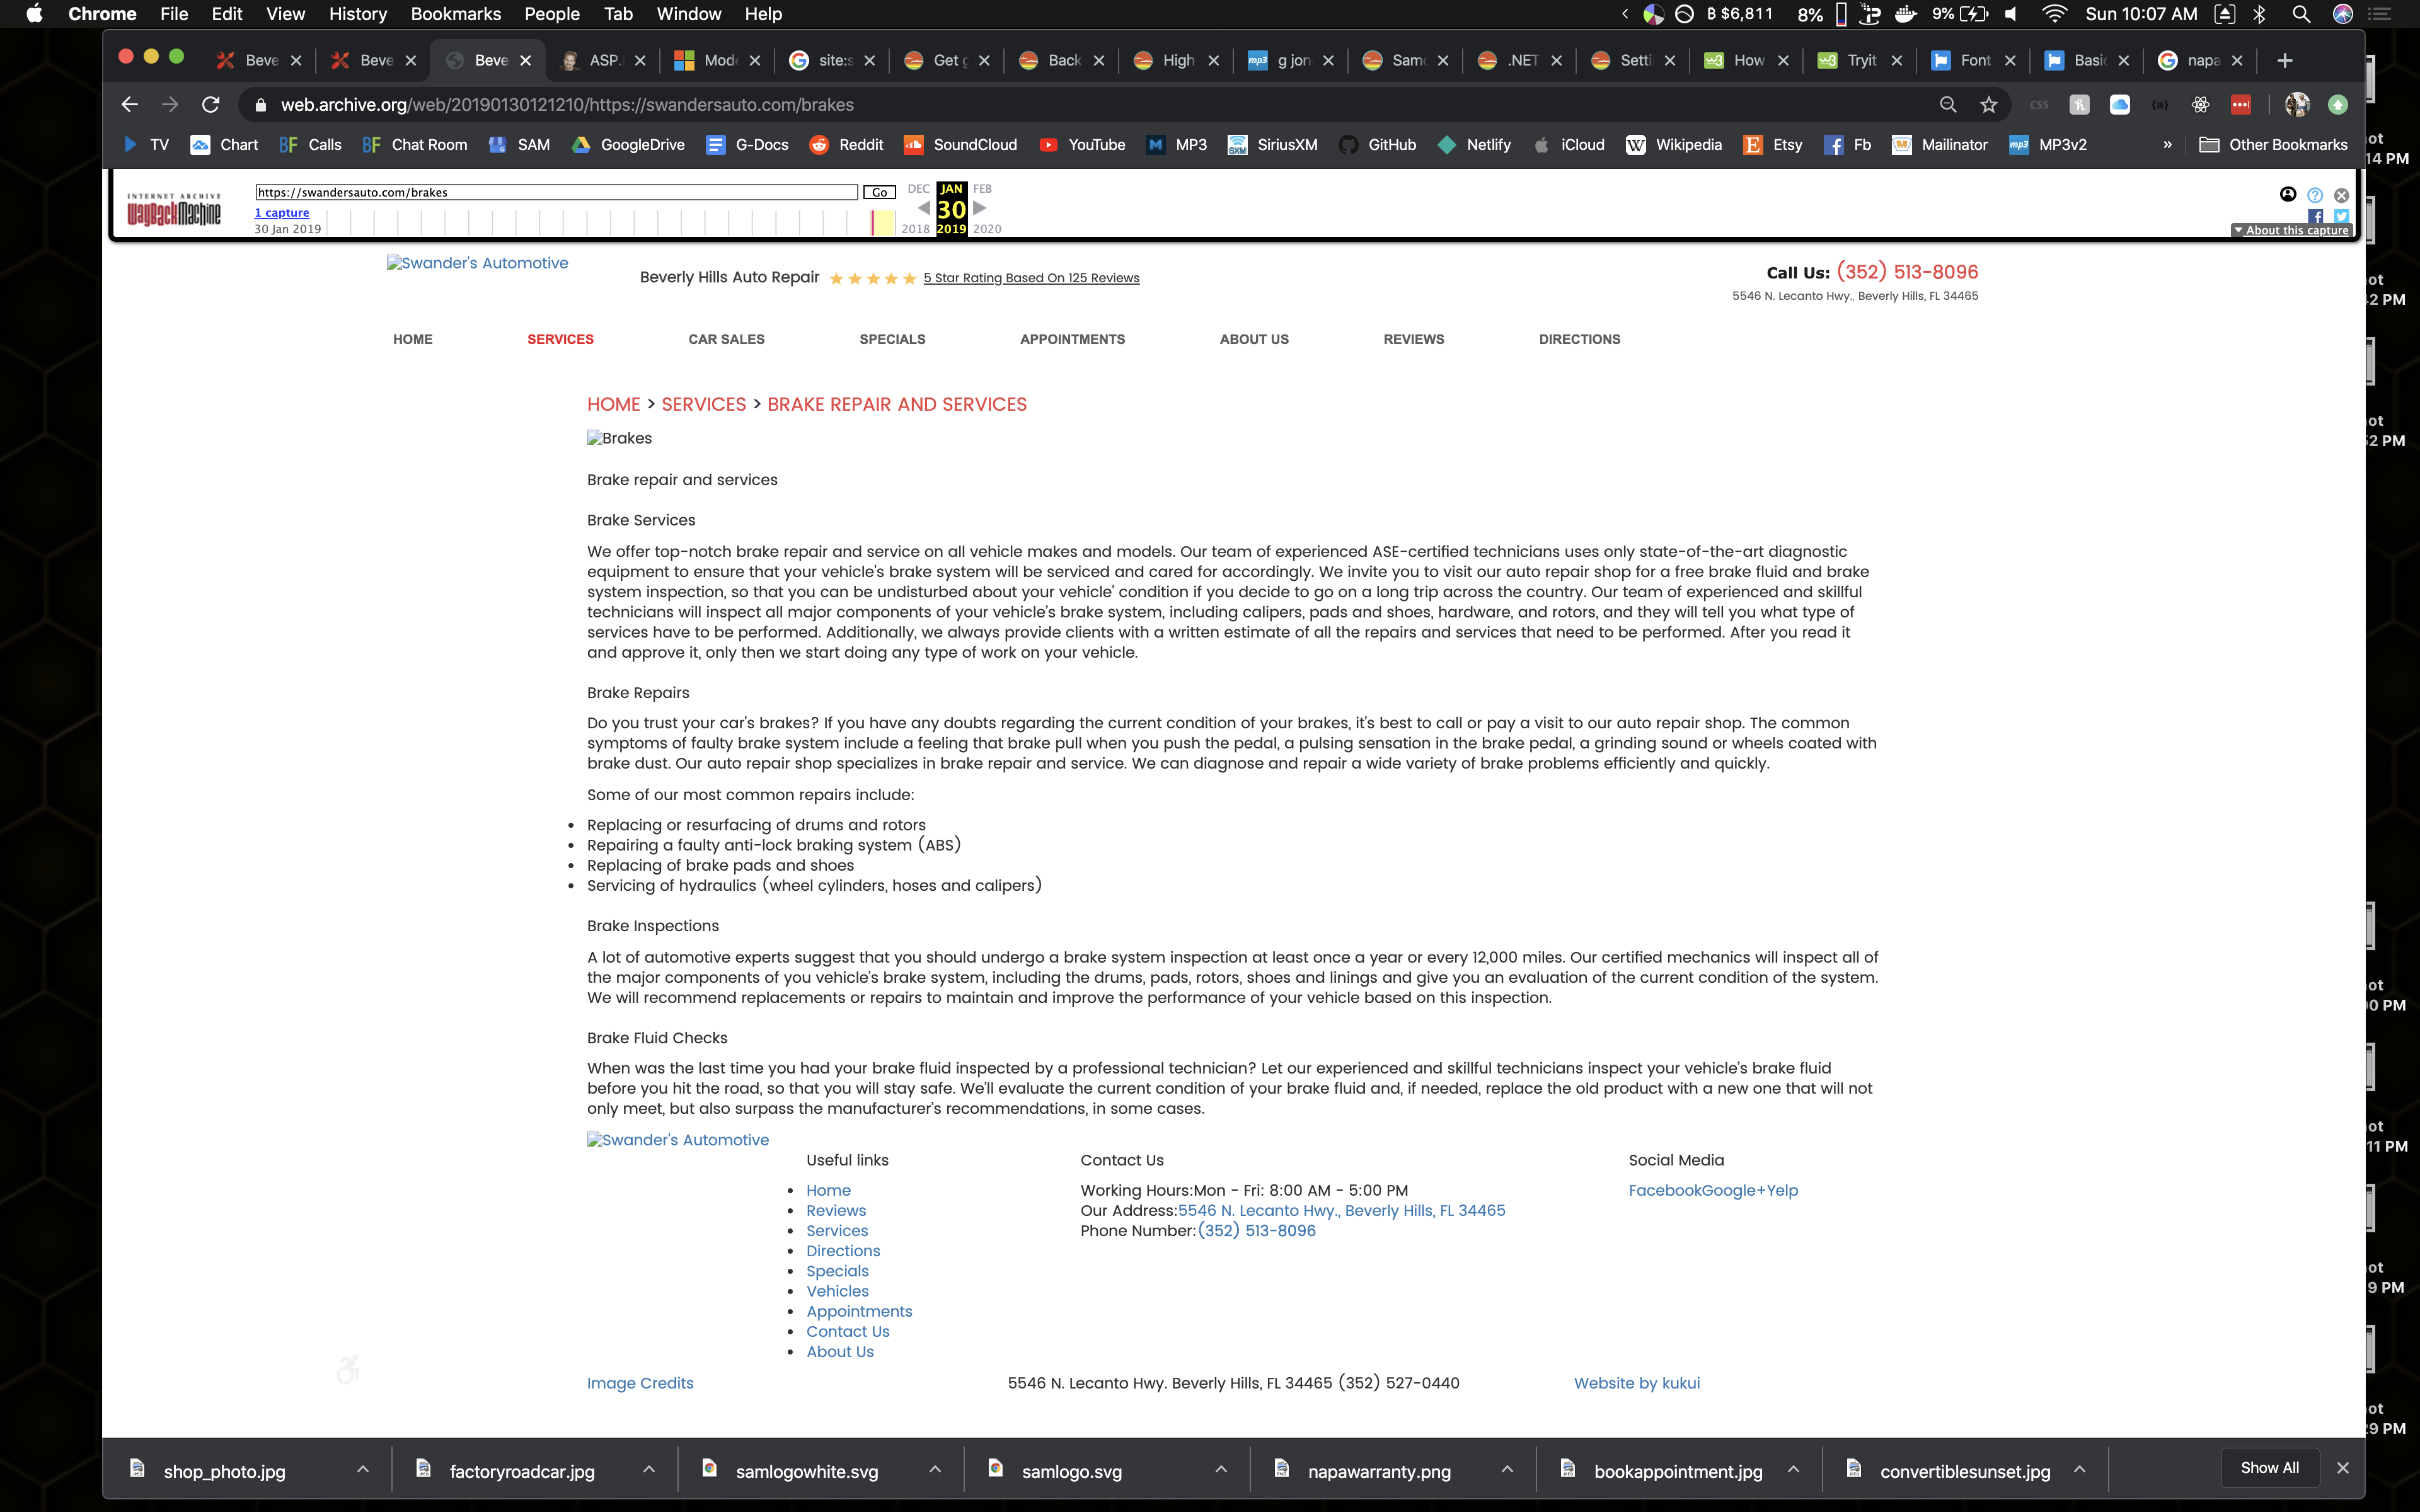 Chrome File Edit View History Bookmarks People Tab Window Help
฿ $6,811 8% 9% Sun 10:07 AM
Beve Beve Beve ASP. Mod site:s Get g Back High g jon Sam .NET Setti How Tryit Font Basic napa
web.archive.org/web/20190130121210/https://swandersauto.com/brakes
TV Chart Calls Chat Room SAM GoogleDrive G-Docs Reddit SoundCloud YouTube MP3 SiriusXM GitHub Netlify iCloud Wikipedia Etsy Fb Mailinator MP3v2 » Other Bookmarks
INTERNET ARCHIVE
WayBackMachine
https://swandersauto.com/brakes Go DEC JAN FEB
1 capture 30
30 Jan 2019 2018 2019 2020
About this capture
Swander's Automotive
Beverly Hills Auto Repair 5 Star Rating Based On 125 Reviews
Call Us: (352) 513-8096
5546 N. Lecanto Hwy., Beverly Hills, FL 34465
HOME SERVICES CAR SALES SPECIALS APPOINTMENTS ABOUT US REVIEWS DIRECTIONS
HOME > SERVICES > BRAKE REPAIR AND SERVICES
Brakes
Brake repair and services
Brake Services
We offer top-notch brake repair and service on all vehicle makes and models. Our team of experienced ASE-certified technicians uses only state-of-the-art diagnostic
equipment to ensure that your vehicle's brake system will be serviced and cared for accordingly. We invite you to visit our auto repair shop for a free brake fluid and brake
system inspection, so that you can be undisturbed about your vehicle' condition if you decide to go on a long trip across the country. Our team of experienced and skillful
technicians will inspect all major components of your vehicle's brake system, including calipers, pads and shoes, hardware, and rotors, and they will tell you what type of
services have to be performed. Additionally, we always provide clients with a written estimate of all the repairs and services that need to be performed. After you read it
and approve it, only then we start doing any type of work on your vehicle.
Brake Repairs
Do you trust your car's brakes? If you have any doubts regarding the current condition of your brakes, it's best to call or pay a visit to our auto repair shop. The common
symptoms of faulty brake system include a feeling that brake pull when you push the pedal, a pulsing sensation in the brake pedal, a grinding sound or wheels coated with
brake dust. Our auto repair shop specializes in brake repair and service. We can diagnose and repair a wide variety of brake problems efficiently and quickly.
Some of our most common repairs include:
• Replacing or resurfacing of drums and rotors
• Repairing a faulty anti-lock braking system (ABS)
• Replacing of brake pads and shoes
• Servicing of hydraulics (wheel cylinders, hoses and calipers)
Brake Inspections
A lot of automotive experts suggest that you should undergo a brake system inspection at least once a year or every 12,000 miles. Our certified mechanics will inspect all of
the major components of you vehicle's brake system, including the drums, pads, rotors, shoes and linings and give you an evaluation of the current condition of the system.
We will recommend replacements or repairs to maintain and improve the performance of your vehicle based on this inspection.
Brake Fluid Checks
When was the last time you had your brake fluid inspected by a professional technician? Let our experienced and skillful technicians inspect your vehicle's brake fluid
before you hit the road, so that you will stay safe. We'll evaluate the current condition of your brake fluid and, if needed, replace the old product with a new one that will not
only meet, but also surpass the manufacturer's recommendations, in some cases.
Swander's Automotive
Useful links
• Home
• Reviews
• Services
• Directions
• Specials
• Vehicles
• Appointments
• Contact Us
• About Us
Contact Us
Working Hours:Mon - Fri: 8:00 AM - 5:00 PM
Our Address:5546 N. Lecanto Hwy., Beverly Hills, FL 34465
Phone Number:(352) 513-8096
Social Media
FacebookGoogle+Yelp
Image Credits 5546 N. Lecanto Hwy. Beverly Hills, FL 34465 (352) 527-0440 Website by kukui
shop_photo.jpg factoryroadcar.jpg samlogowhite.svg samlogo.svg napawarranty.png bookappointment.jpg convertiblesunset.jpg Show All